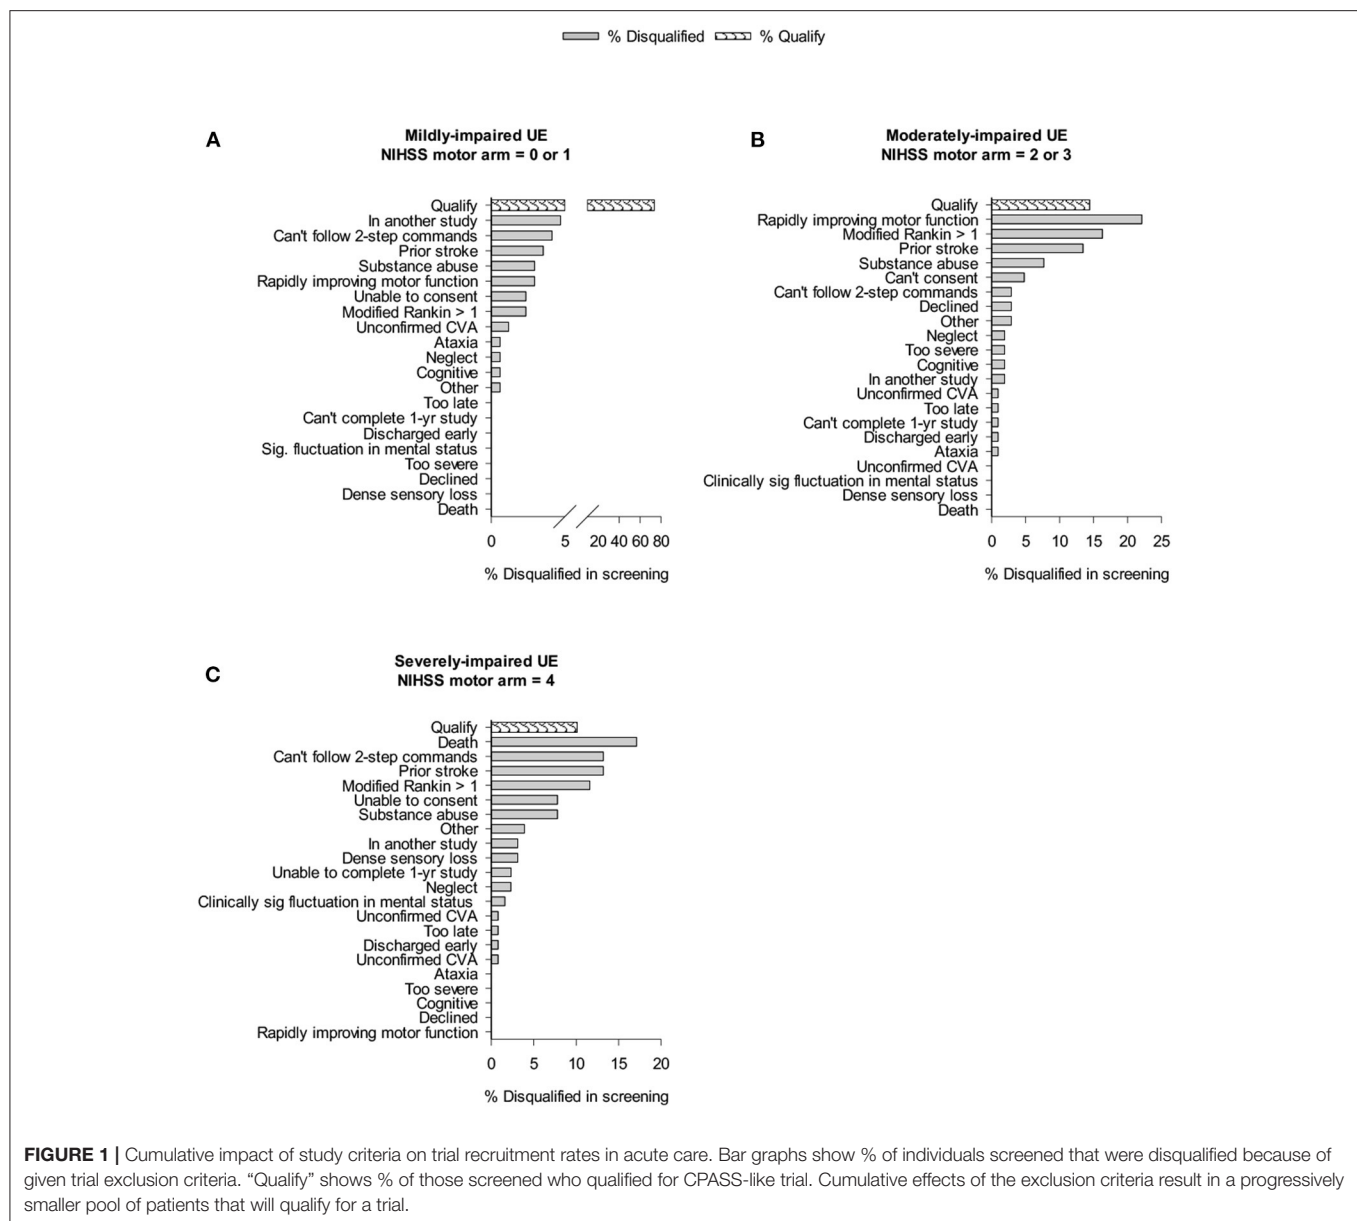 % Disqualified % Qualify
A
Mildly-impaired UE
NIHSS motor arm = 0 or 1
Qualify
In another study
Can't follow 2-step commands
Prior stroke
Substance abuse
Rapidly improving motor function
Unable to consent
Modified Rankin > 1
Unconfirmed CVA
Ataxia
Neglect
Cognitive
Other
Too late
Can't complete 1-yr study
Discharged early
Sig. fluctuation in mental status
Too severe
Declined
Dense sensory loss
Death
0 5 20 40 60 80
% Disqualified in screening
B
Moderately-impaired UE
NIHSS motor arm = 2 or 3
Qualify
Rapidly improving motor function
Modified Rankin > 1
Prior stroke
Substance abuse
Can't consent
Can't follow 2-step commands
Declined
Other
Neglect
Too severe
Cognitive
In another study
Unconfirmed CVA
Too late
Can't complete 1-yr study
Discharged early
Ataxia
Unconfirmed CVA
Clinically sig fluctuation in mental status
Dense sensory loss
Death
0 5 10 15 20 25
% Disqualified in screening
C
Severely-impaired UE
NIHSS motor arm = 4
Qualify
Death
Can't follow 2-step commands
Prior stroke
Modified Rankin > 1
Unable to consent
Substance abuse
Other
In another study
Dense sensory loss
Unable to complete 1-yr study
Neglect
Clinically sig fluctuation in mental status
Unconfirmed CVA
Too late
Discharged early
Unconfirmed CVA
Ataxia
Too severe
Cognitive
Declined
Rapidly improving motor function
0 5 10 15 20
% Disqualified in screening
FIGURE 1 | Cumulative impact of study criteria on trial recruitment rates in acute care. Bar graphs show % of individuals screened that were disqualified because of
given trial exclusion criteria. “Qualify” shows % of those screened who qualified for CPASS-like trial. Cumulative effects of the exclusion criteria result in a progressively
smaller pool of patients that will qualify for a trial.